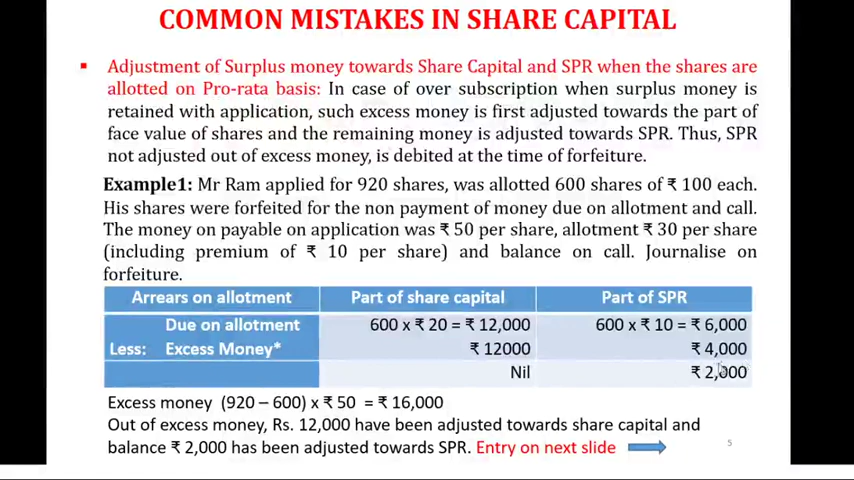 COMMON MISTAKES IN SHARE CAPITAL
▪ Adjustment of Surplus money towards Share Capital and SPR when the shares are
allotted on Pro-rata basis: In case of over subscription when surplus money is
retained with application, such excess money is first adjusted towards the part of
face value of shares and the remaining money is adjusted towards SPR. Thus, SPR
not adjusted out of excess money, is debited at the time of forfeiture.
Example1: Mr Ram applied for 920 shares, was allotted 600 shares of ₹ 100 each.
His shares were forfeited for the non payment of money due on allotment and call.
The money on payable on application was ₹ 50 per share, allotment ₹ 30 per share
(including premium of ₹ 10 per share) and balance on call. Journalise on
forfeiture.
Arrears on allotment Part of share capital Part of SPR
Due on allotment 600 x ₹ 20 = ₹ 12,000 600 x ₹ 10 = ₹ 6,000
Less: Excess Money* ₹ 12000 ₹ 4,000
Nil ₹ 2,000
Excess money (920 – 600) x ₹ 50 = ₹ 16,000
Out of excess money, Rs. 12,000 have been adjusted towards share capital and
balance ₹ 2,000 has been adjusted towards SPR. Entry on next slide
5